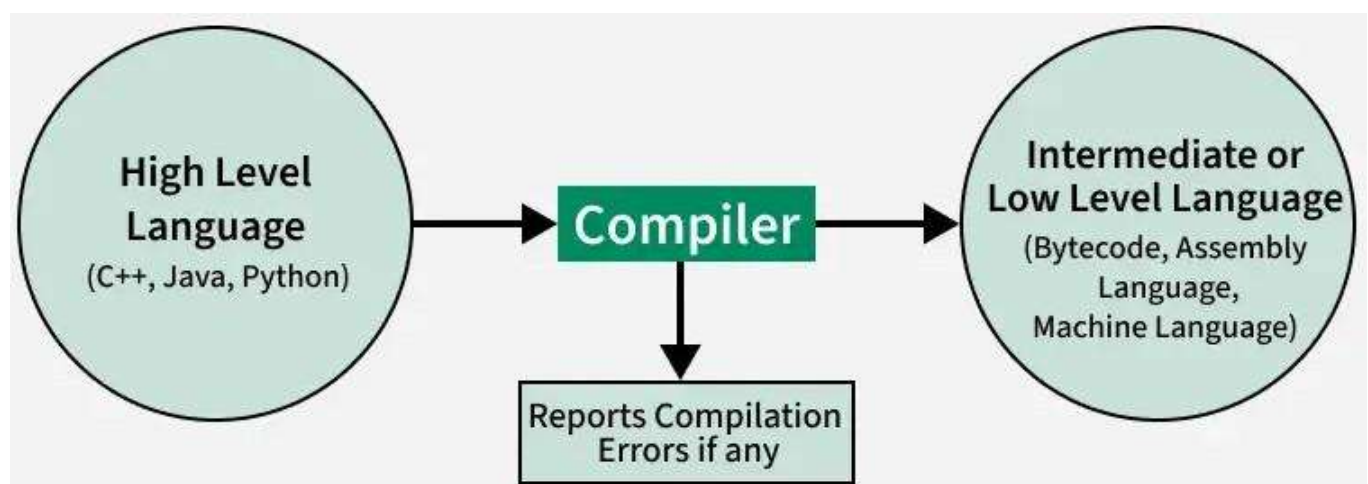 High Level
Language
(C++, Java, Python)
Compiler
Intermediate or
Low Level Language
(Bytecode, Assembly
Language,
Machine Language)
Reports Compilation
Errors if any